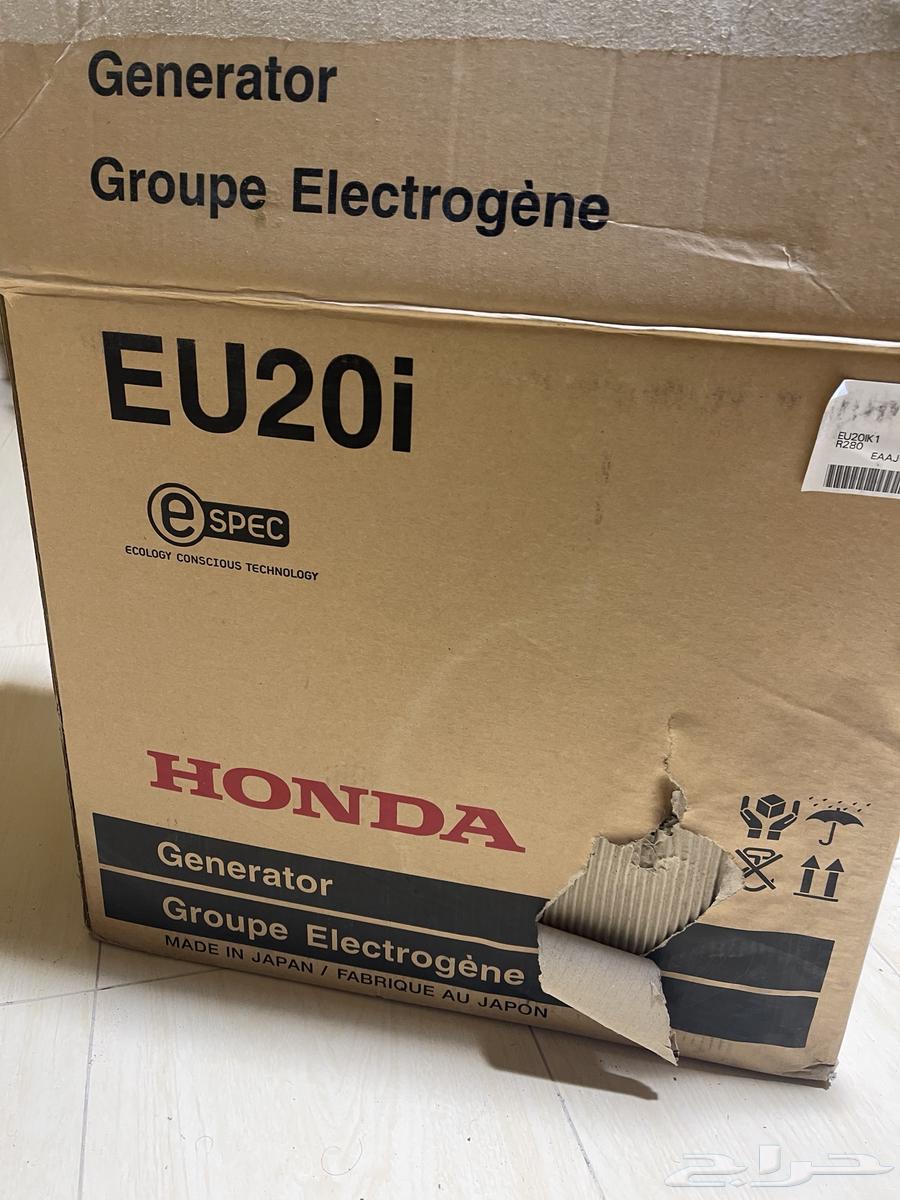 Generator
Groupe Electrogène
EU20i
EU20IK1
R280
EAAJ
e SPEC
ECOLOGY CONSCIOUS TECHNOLOGY
HONDA
Generator
Groupe Electrogène
MADE IN JAPAN / FABRIQUE AU JAPON
حراج